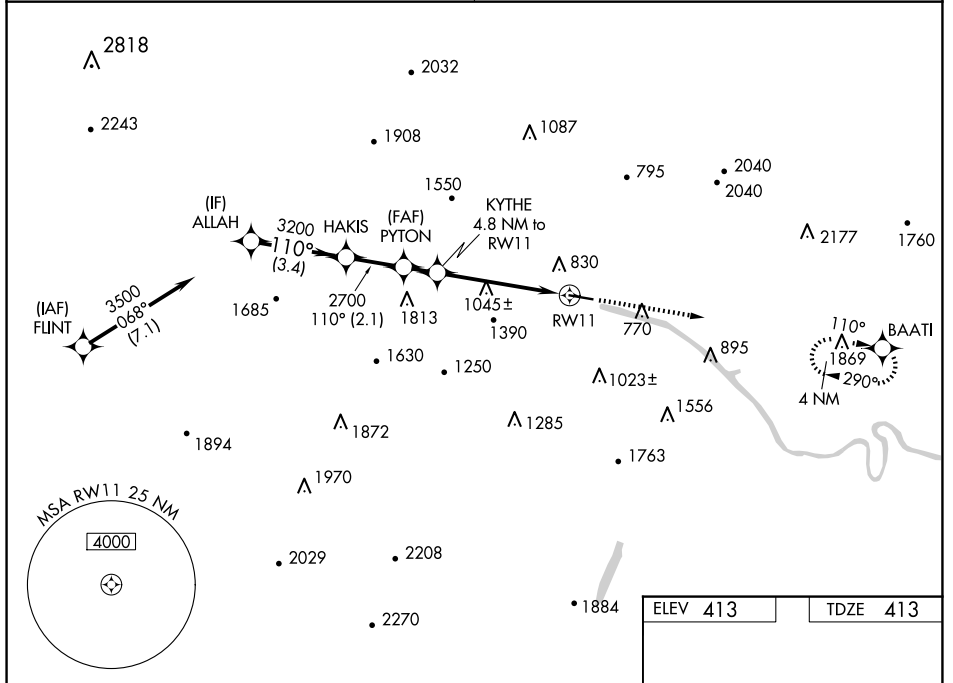 2818
2032
2243
1908
1087
795
2040
2040
1550
(IF)
ALLAH
3200
110°
(3.4)
HAKIS
(FAF)
PYTON
KYTHE
4.8 NM to
RW11
2177
1760
830
(IAF)
FLINT
3500
068°
(7.1)
1685
2700
110° (2.1)
1813
1045±
1390
RW11
770
895
110°
BAATI
1869
290°
4 NM
1630
1250
1023±
1556
1872
1285
1894
1763
1970
MSA RW11 25 NM
4000
2029
2208
2270
1884
ELEV 413
TDZE 413